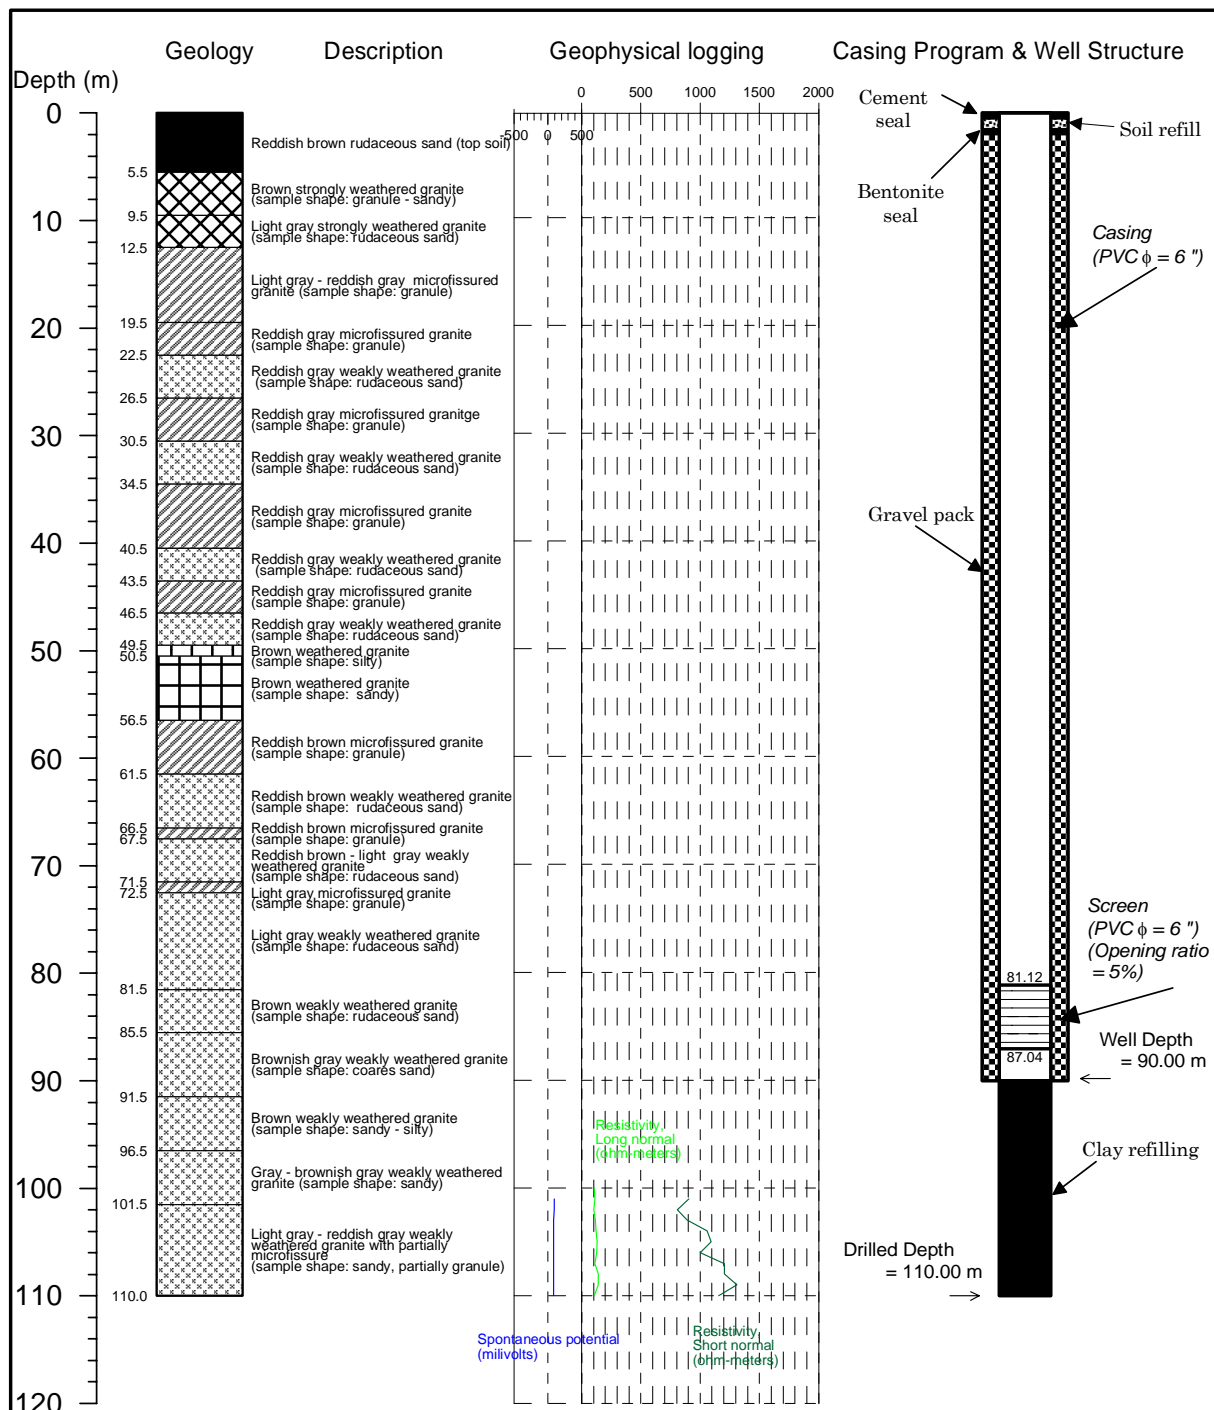 Geology
Description
Geophysical logging
Casing Program & Well Structure
Depth (m)
0
10
20
30
40
50
60
70
80
90
100
110
120
5.5
9.5
12.5
19.5
22.5
26.5
30.5
34.5
40.5
43.5
46.5
49.5
50.5
56.5
61.5
66.5
67.5
71.5
72.5
81.5
85.5
91.5
96.5
101.5
110.0
Reddish brown rudaceous sand (top soil)
Brown strongly weathered granite
(sample shape: granule - sandy)
Light gray strongly weathered granite
(sample shape: rudaceous sand)
Light gray - reddish gray microfissured
granite (sample shape: granule)
Reddish gray microfissured granite
(sample shape: granule)
Reddish gray weakly weathered granite
(sample shape: rudaceous sand)
Reddish gray microfissured granitge
(sample shape: granule)
Reddish gray weakly weathered granite
(sample shape: rudaceous sand)
Reddish gray microfissured granite
(sample shape: granule)
Reddish gray weakly weathered granite
(sample shape: rudaceous sand)
Reddish gray microfissured granite
(sample shape: granule)
Reddish gray weakly weathered granite
(sample shape: rudaceous sand)
Brown weathered granite
(sample shape: silty)
Brown weathered granite
(sample shape: sandy)
Reddish brown microfissured granite
(sample shape: granule)
Reddish brown weakly weathered granite
(sample shape: rudaceous sand)
Reddish brown microfissured granite
(sample shape: granule)
Reddish brown - light gray weakly
weathered granite
(sample shape: rudaceous sand)
Light gray microfissured granite
(sample shape: granule)
Light gray weakly weathered granite
(sample shape: rudaceous sand)
Brown weakly weathered granite
(sample shape: rudaceous sand)
Brownish gray weakly weathered granite
(sample shape: coares sand)
Brown weakly weathered granite
(sample shape: sandy - silty)
Gray - brownish gray weakly weathered
granite (sample shape: sandy)
Light gray - reddish gray weakly
weathered granite with partially
microfissure
(sample shape: sandy, partially granule)
0 500 1000 1500 2000
-500 0 500
Resistivity,
Long normal
(ohm-meters)
Spontaneous potential
(milivolts)
Resistivity,
Short normal
(ohm-meters)
Cement
seal
Soil refill
Bentonite
seal
Casing
(PVC φ = 6 ")
Gravel pack
Screen
(PVC φ = 6 ")
(Opening ratio
= 5%)
81.12
87.04
Well Depth
= 90.00 m
Clay refilling
Drilled Depth
= 110.00 m